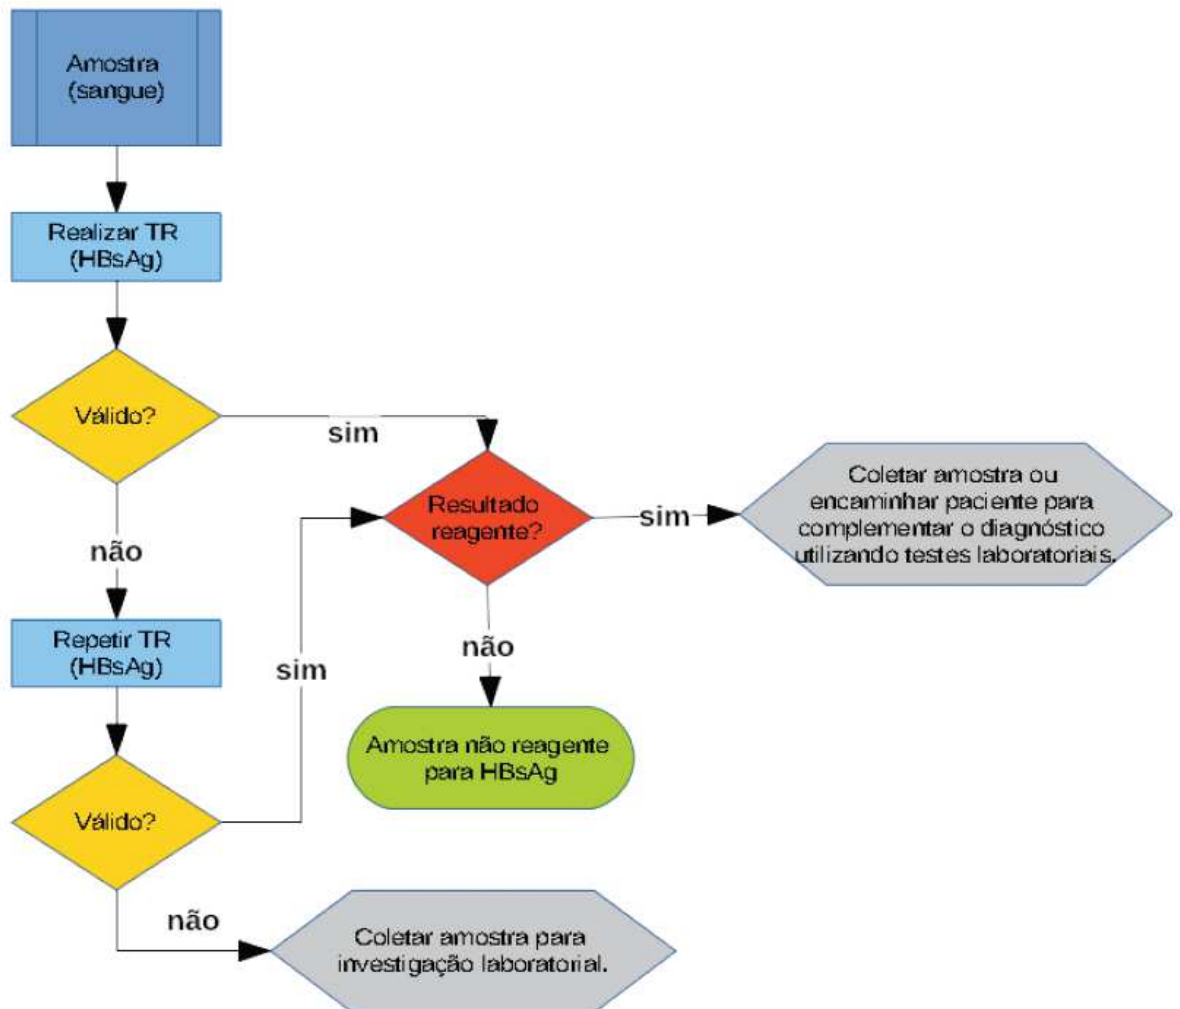 Amostra
(sangue)
Realizar TR
(HBsAg)
Válido?
sim
Resultado
reagente?
sim
Coletar amostra ou
encaminhar paciente para
complementar o diagnóstico
utilizando testes laboratoriais.
não
Repetir TR
(HBsAg)
sim
não
Amostra não reagente
para HBsAg
Válido?
não
Coletar amostra para
investigação laboratorial.